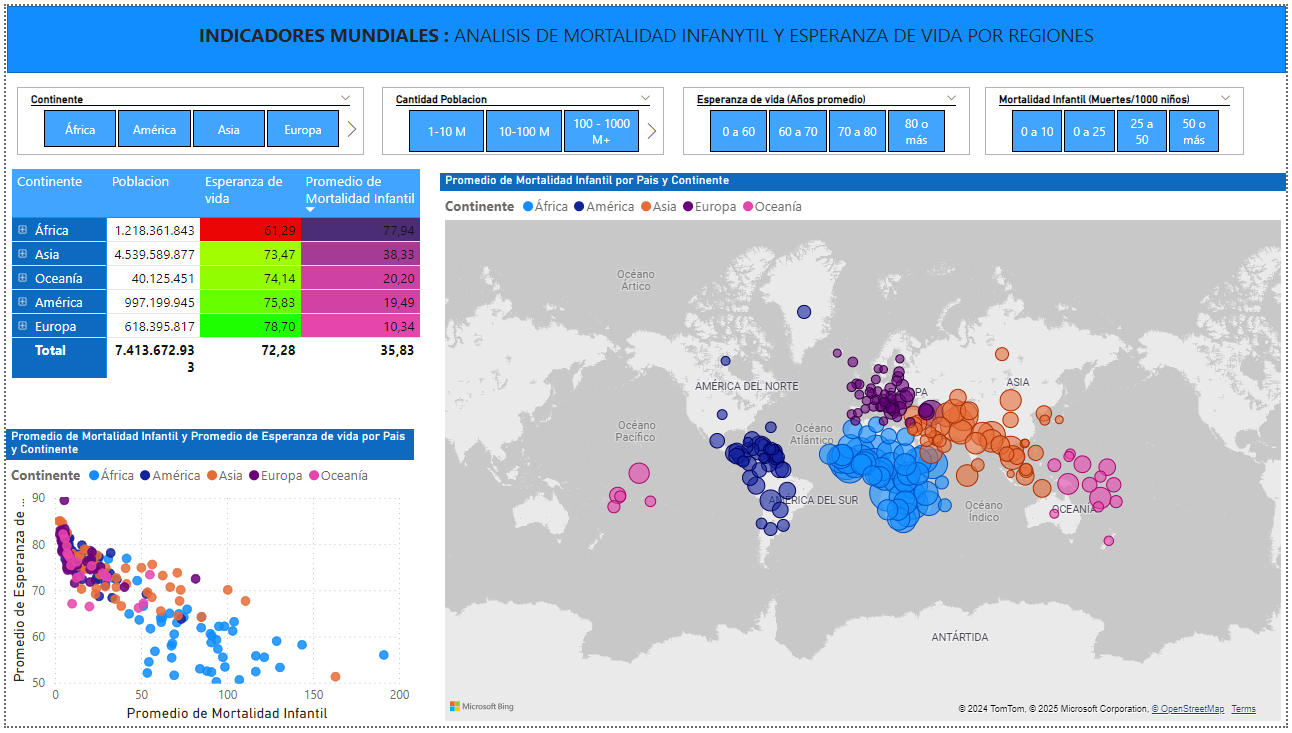 INDICADORES MUNDIALES : ANALISIS DE MORTALIDAD INFANYTIL Y ESPERANZA DE VIDA POR REGIONES
Continente
África América Asia Europa
Cantidad Poblacion
1-10 M 10-100 M 100 - 1000
M+
Esperanza de vida (Años promedio)
0 a 60 60 a 70 70 a 80 80 o
más
Mortalidad Infantil (Muertes/1000 niños)
0 a 10 0 a 25 25 a
50 50 o
más
Continente Poblacion Esperanza de
vida Promedio de
Mortalidad Infantil
África 1.218.361.843 61,29 77,94
Asia 4.539.589.877 73,47 38,33
Oceanía 40.125.451 74,14 20,20
América 997.199.945 75,83 19,49
Europa 618.395.817 78,70 10,34
Total 7.413.672.93
3 72,28 35,83
Promedio de Mortalidad Infantil y Promedio de Esperanza de vida por Pais
y Continente
Continente África América Asia Europa Oceanía
Promedio de Esperanza de ...
90
80
70
60
50
0 50 100 150 200
Promedio de Mortalidad Infantil
Promedio de Mortalidad Infantil por Pais y Continente
Continente África América Asia Europa Oceanía
Océano
Ártico
AMÉRICA DEL NORTE
PA
ASIA
Océano
Pacífico
Océano
Atlántico
AMÉRICA DEL SUR
Océano
Índico
OCEANÍA
ANTÁRTIDA
Microsoft Bing
© 2024 TomTom, © 2025 Microsoft Corporation, © OpenStreetMap Terms